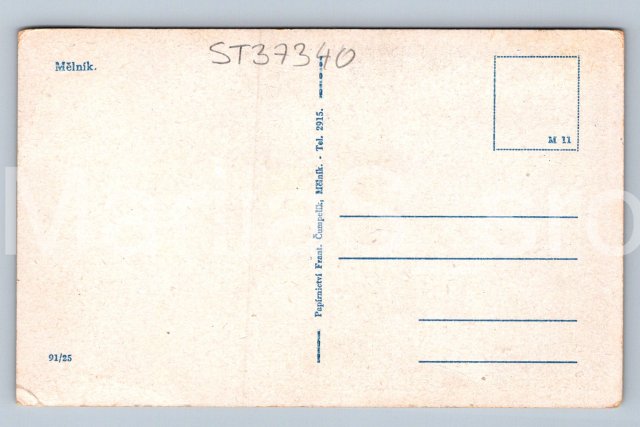 ST37340
Mělník.
M 11
Papírnictví Frant. Čumpelík, Mělník. - Tel. 2915.
91/25